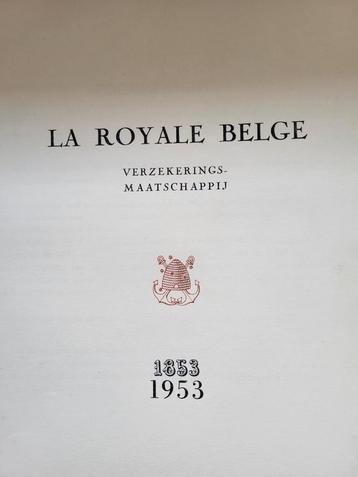 LA ROYALE BELGE
VERZEKERINGS-
MAATSCHAPPIJ
1853
1953